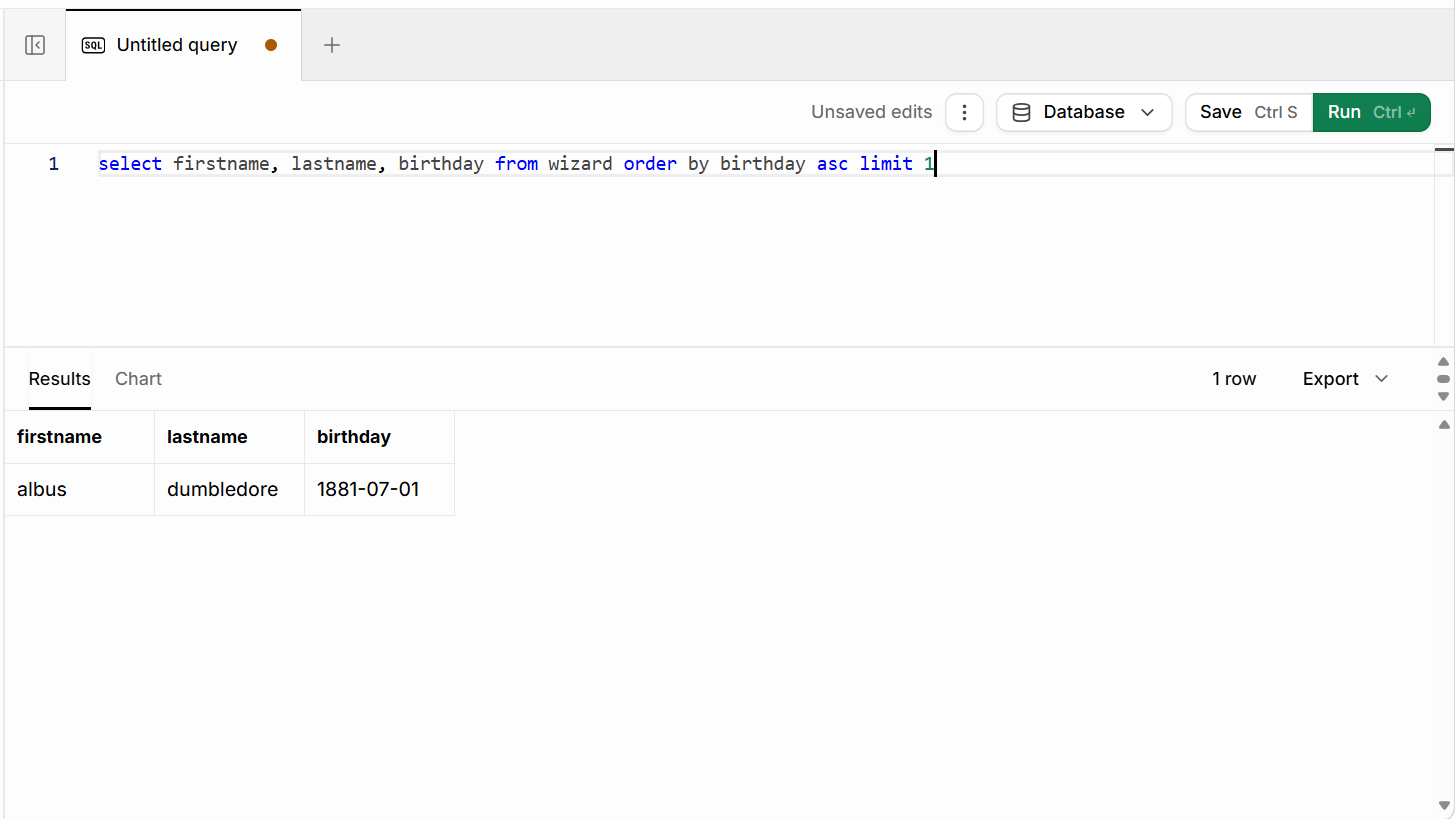 SQL Untitled query
Unsaved edits Database Save Ctrl S Run Ctrl ⏎
1 select firstname, lastname, birthday from wizard order by birthday asc limit 1
Results Chart 1 row Export
firstname lastname birthday
albus dumbledore 1881-07-01